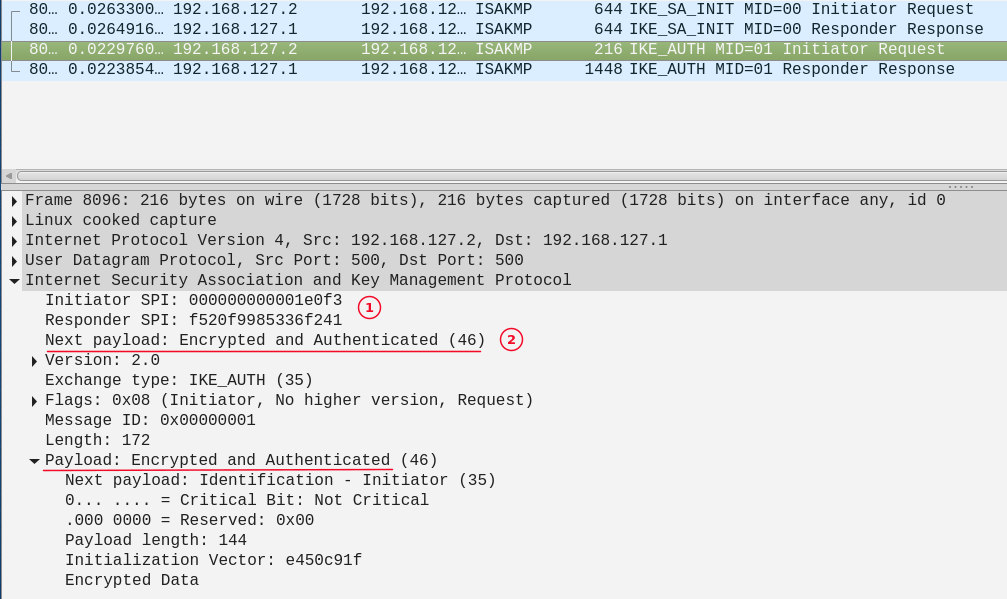 80… 0.0263300… 192.168.127.2 192.168.12… ISAKMP 644 IKE_SA_INIT MID=00 Initiator Request
80… 0.0264916… 192.168.127.1 192.168.12… ISAKMP 644 IKE_SA_INIT MID=00 Responder Response
80… 0.0229760… 192.168.127.2 192.168.12… ISAKMP 216 IKE_AUTH MID=01 Initiator Request
80… 0.0223854… 192.168.127.1 192.168.12… ISAKMP 1448 IKE_AUTH MID=01 Responder Response
Frame 8096: 216 bytes on wire (1728 bits), 216 bytes captured (1728 bits) on interface any, id 0
Linux cooked capture
Internet Protocol Version 4, Src: 192.168.127.2, Dst: 192.168.127.1
User Datagram Protocol, Src Port: 500, Dst Port: 500
Internet Security Association and Key Management Protocol
Initiator SPI: 000000000001e0f3
1
Responder SPI: f520f9985336f241
Next payload: Encrypted and Authenticated (46) 2
Version: 2.0
Exchange type: IKE_AUTH (35)
Flags: 0x08 (Initiator, No higher version, Request)
Message ID: 0x00000001
Length: 172
Payload: Encrypted and Authenticated (46)
Next payload: Identification - Initiator (35)
0... .... = Critical Bit: Not Critical
.000 0000 = Reserved: 0x00
Payload length: 144
Initialization Vector: e450c91f
Encrypted Data